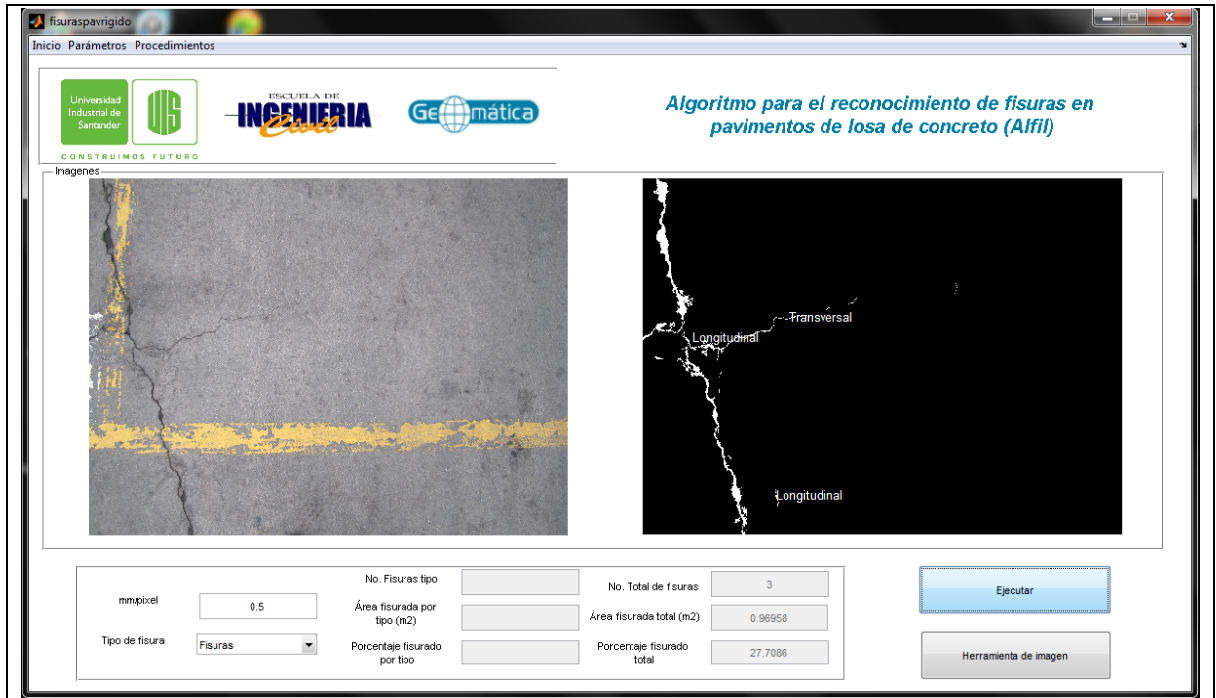 fisuraspavrigido
Inicio Parámetros Procedimientos
Universidad
Industrial de
Santander
UIS
CONSTRUIMOS FUTURO
ESCUELA DE
INGENIERIA
Civil
Geomática
Algoritmo para el reconocimiento de fisuras en
pavimentos de losa de concreto (Alfil)
Imagenes
Transversal
Longitudinal
Longitudinal
mm/pixel
0.5
Tipo de fisura
Fisuras
No. Fisuras tipo
Área fisurada por
tipo (m2)
Porcentaje fisurado
por tipo
No. Total de fisuras
3
Área fisurada total (m2)
0.96958
Porcentaje fisurado
total
27.7086
Ejecutar
Herramienta de imagen